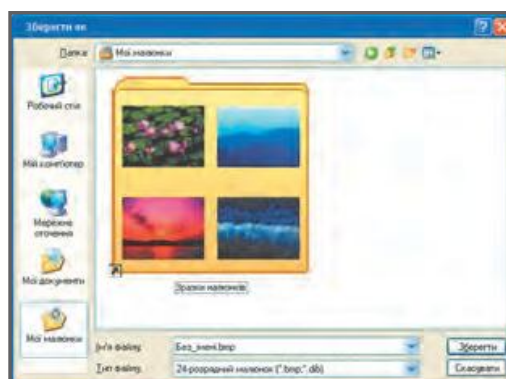 Зберегти як
Папка:
Мої малюнки
Робочий стіл
Мій комп'ютер
Мережне
оточення
Мої документи
Зразки малюнків
Мої малюнки
Ім'я файлу:
Без_імені.bmp
Зберегти
Тип файлу:
24-розрядний малюнок (*.bmp;*.dib)
Скасувати